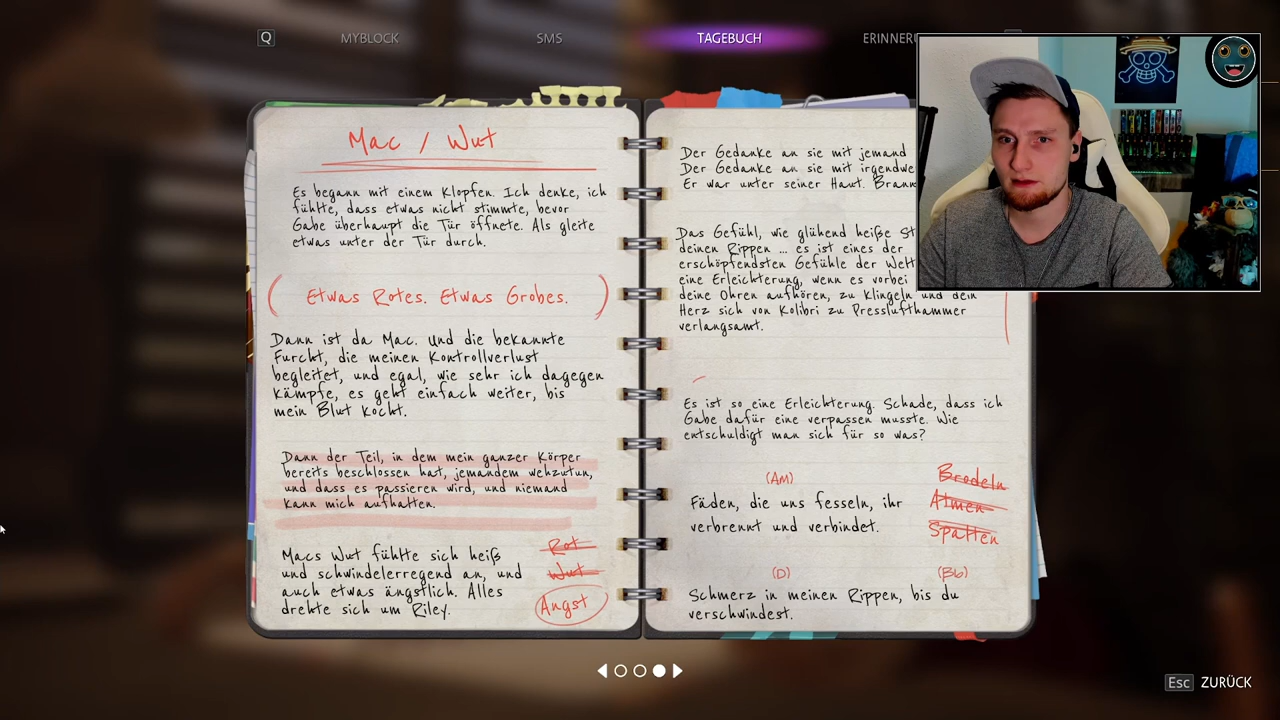 Q
MYBLOCK
SMS
TAGEBUCH
Mac / Wut
Es begann mit einem Klopfen. Ich denke, ich
fühlte, dass etwas nicht stimmte, bevor
Gabe überhaupt die Tür öffnete. Als gleite
etwas unter der Tür durch.
(Etwas Rotes. Etwas Grobes.)
Dann ist da Mac. Und die bekannte
Furcht, die meinen Kontrollverlust
begleitet, und egal, wie sehr ich dagegen
kämpfe, es geht einfach weiter, bis
mein Blut kocht.
Dann der Teil, in dem mein ganzer Körper
bereits beschlossen hat, jemandem wehzutun,
und dass es passieren wird, und niemand
kann mich aufhalten.
Macs Wut fühlte sich heiß
und schwindelerregend an, und
auch etwas ängstlich. Alles
drehte sich um Riley.
Rot
Wut
Angst
Der Gedanke an sie mit jemand
Der Gedanke an sie mit
Er war unter seiner Haut.
Das Gefühl, wie glühend heiße
deinen Rippen ... es ist eines der
erschöpfendsten Gefühle der Welt
eine Erleichterung, wenn es vorbei
deine Ohren aufhören, zu klingeln und dein
Herz sich von Kolibri zu Presslufthammer
verlangsamt.
Es ist so eine Erleichterung. Schade, dass ich
Gabe dafür eine verpassen musste. Wie
entschuldigt man sich für so was?
(Am)
Fäden, die uns fesseln, ihr
verbrennt und verbindet.
Brodeln
Atmen
Spalten
(D)
(Bb)
Schmerz in meinen Rippen, bis du
verschwindest.
Esc ZURÜCK